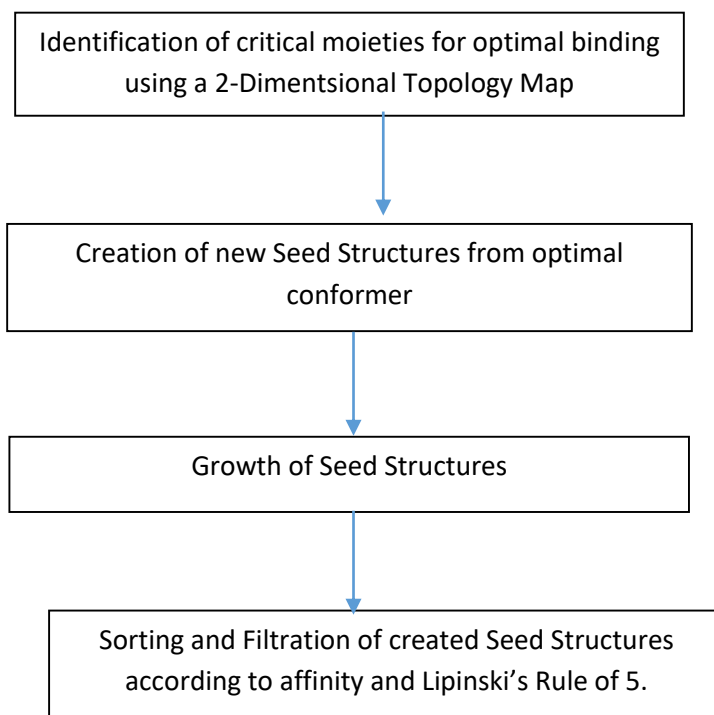 Identification of critical moieties for optimal binding
using a 2-Dimentsional Topology Map
Creation of new Seed Structures from optimal
conformer
Growth of Seed Structures
Sorting and Filtration of created Seed Structures
according to affinity and Lipinski’s Rule of 5.